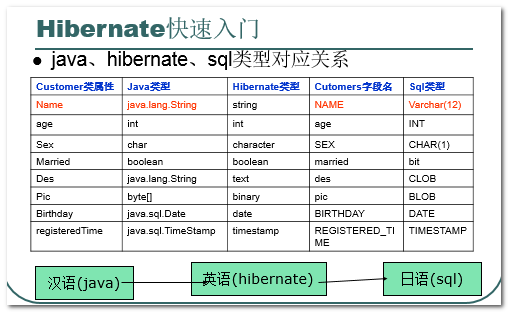 Hibernate快速入门
● java、hibernate、sql类型对应关系
Customer类属性 Java类型 Hibernate类型 Cutomers字段名 Sql类型
Name java.lang.String string NAME Varchar(12)
age int int age INT
Sex char character SEX CHAR(1)
Married boolean boolean married bit
Des java.lang.String text des CLOB
Pic byte[] binary pic BLOB
Birthday java.sql.Date date BIRTHDAY DATE
registeredTime java.sql.TimeStamp timestamp REGISTERED_TI TIMESTAMP
ME
汉语(java) 英语(hibernate) 日语(sql)